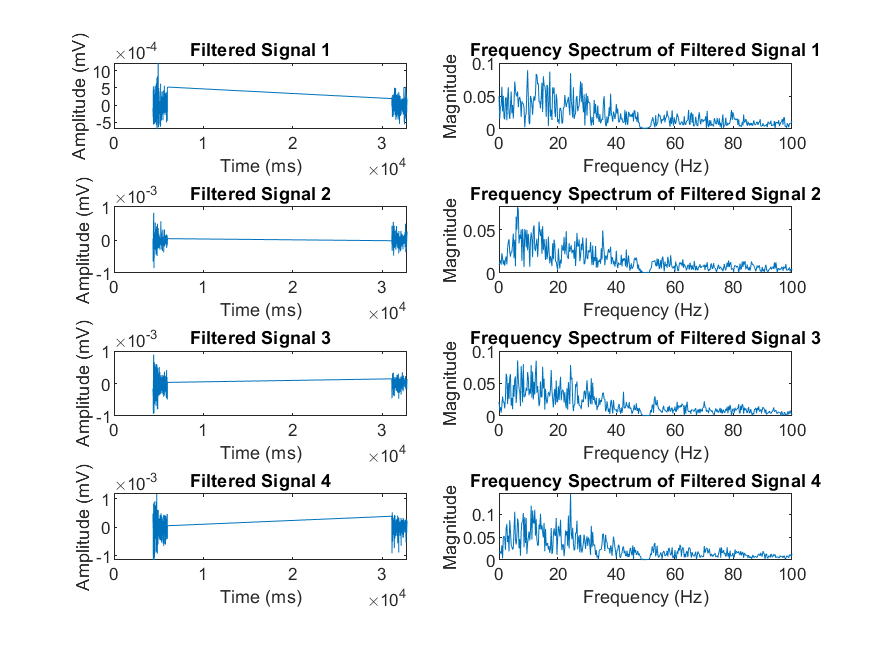 Filtered Signal 1
×10⁻⁴
Amplitude (mV)
10
5
0
-5
0 1 2 3
Time (ms)
×10⁴
Frequency Spectrum of Filtered Signal 1
Magnitude
0.1
0.05
0
0 20 40 60 80 100
Frequency (Hz)
Filtered Signal 2
×10⁻³
Amplitude (mV)
1
0
-1
0 1 2 3
Time (ms)
×10⁴
Frequency Spectrum of Filtered Signal 2
Magnitude
0.05
0
0 20 40 60 80 100
Frequency (Hz)
Filtered Signal 3
×10⁻³
Amplitude (mV)
1
0
-1
0 1 2 3
Time (ms)
×10⁴
Frequency Spectrum of Filtered Signal 3
Magnitude
0.1
0.05
0
0 20 40 60 80 100
Frequency (Hz)
Filtered Signal 4
×10⁻³
Amplitude (mV)
1
0
-1
0 1 2 3
Time (ms)
×10⁴
Frequency Spectrum of Filtered Signal 4
Magnitude
0.1
0.05
0
0 20 40 60 80 100
Frequency (Hz)